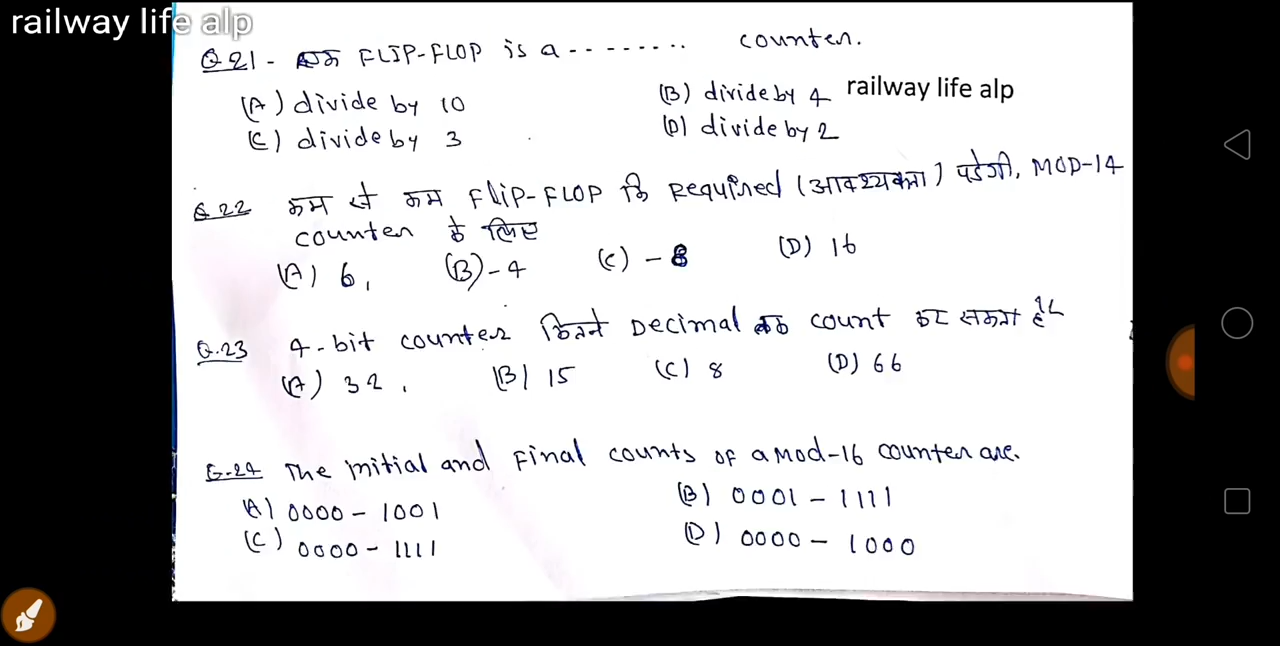 railway life alp
Q21 - एक FLIP-FLOP is a -------- counter.
(A) divide by 10 (B) divide by 4 railway life alp
(C) divide by 3 (D) divide by 2
Q.22 कम से कम FLIP-FLOP कि Required (आवश्यकता) पडेगी, MOD-14
counter के लिए
(A) 6, (B) - 4 (C) - 8 (D) 16
Q.23 4-bit counter कितने Decimal तक count कर सकता है
(A) 32, (B) 15 (C) 8 (D) 66
Q.24 The initial and Final counts of a Mod-16 counter are.
(A) 0000 - 1001 (B) 0001 - 1111
(C) 0000 - 1111 (D) 0000 - 1000